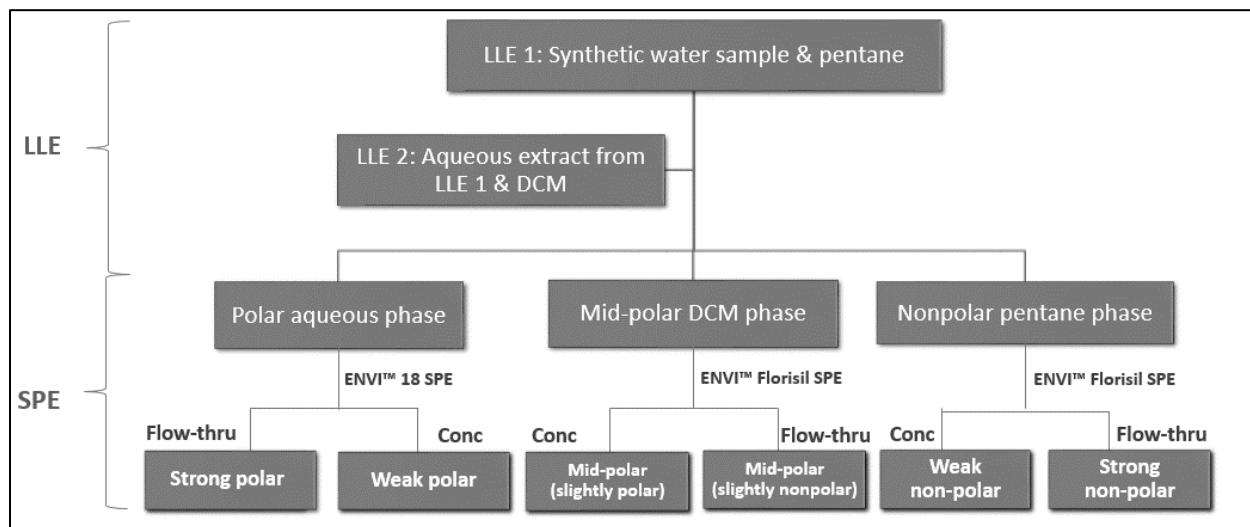 LLE 1: Synthetic water sample & pentane
LLE
LLE 2: Aqueous extract from
LLE 1 & DCM
Polar aqueous phase
Mid-polar DCM phase
Nonpolar pentane phase
SPE
ENVI™ 18 SPE
ENVI™ Florisil SPE
ENVI™ Florisil SPE
Flow-thru
Conc
Conc
Flow-thru
Conc
Flow-thru
Strong polar
Weak polar
Mid-polar
(slightly polar)
Mid-polar
(slightly nonpolar)
Weak
non-polar
Strong
non-polar